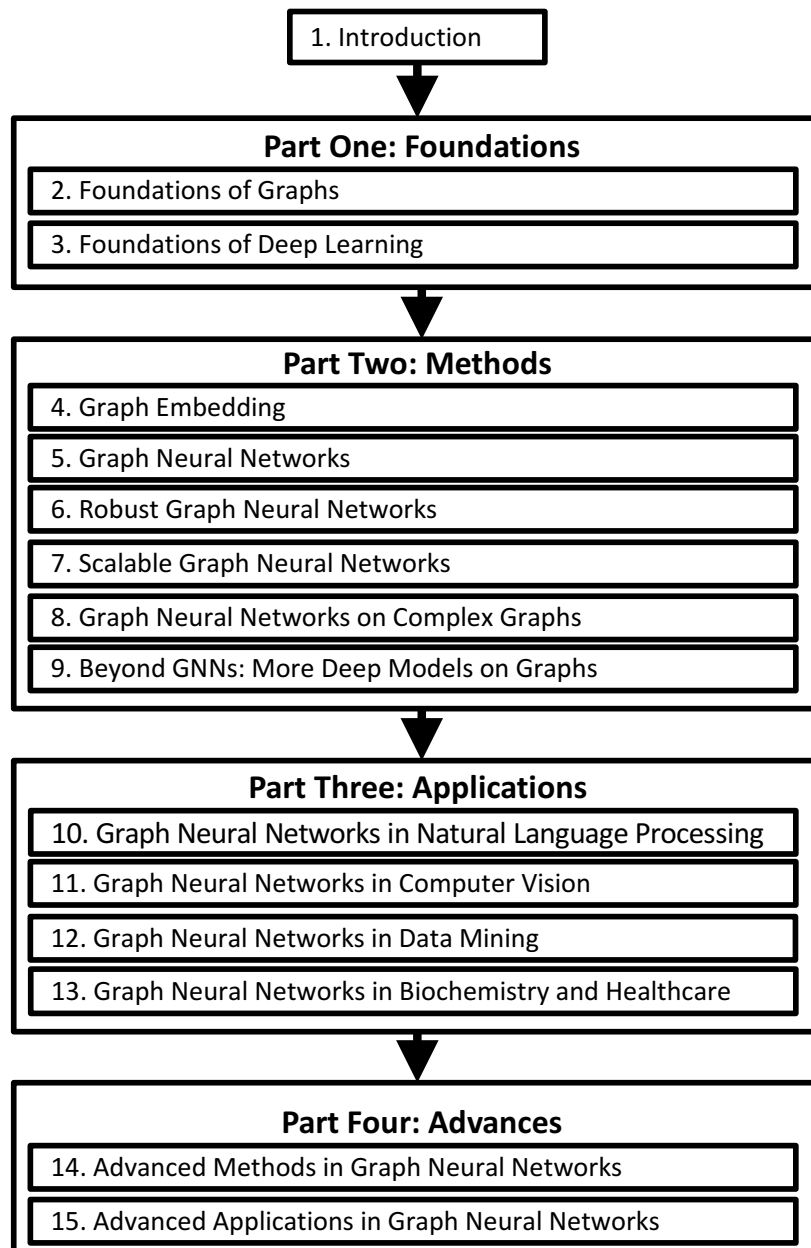 1. Introduction
Part One: Foundations
2. Foundations of Graphs
3. Foundations of Deep Learning
Part Two: Methods
4. Graph Embedding
5. Graph Neural Networks
6. Robust Graph Neural Networks
7. Scalable Graph Neural Networks
8. Graph Neural Networks on Complex Graphs
9. Beyond GNNs: More Deep Models on Graphs
Part Three: Applications
10. Graph Neural Networks in Natural Language Processing
11. Graph Neural Networks in Computer Vision
12. Graph Neural Networks in Data Mining
13. Graph Neural Networks in Biochemistry and Healthcare
Part Four: Advances
14. Advanced Methods in Graph Neural Networks
15. Advanced Applications in Graph Neural Networks